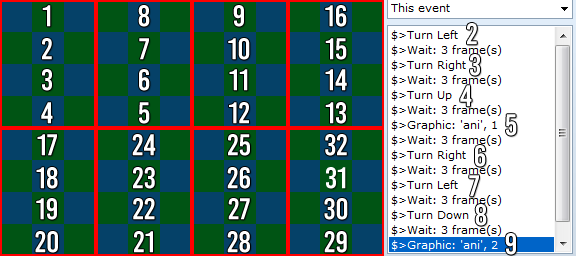 1 8 9 16
2 7 10 15
3 6 11 14
4 5 12 13
17 24 25 32
18 23 26 31
19 22 27 30
20 21 28 29
This event
$>Turn Left 2
$>Wait: 3 frame(s)
$>Turn Right 3
$>Wait: 3 frame(s)
$>Turn Up 4
$>Wait: 3 frame(s)
$>Graphic: 'ani', 1 5
$>Wait: 3 frame(s)
$>Turn Right 6
$>Wait: 3 frame(s)
$>Turn Left 7
$>Wait: 3 frame(s)
$>Turn Down 8
$>Wait: 3 frame(s)
$>Graphic: 'ani', 2 9